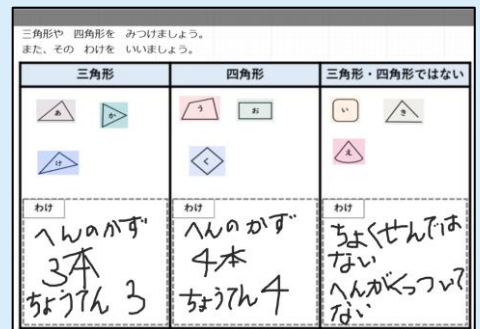 三角形や 四角形を みつけましょう。
また、その わけを いいましょう。
三角形
四角形
三角形・四角形ではない
あ
か
け
う
お
く
い
き
え
わけ
へんのかず
3本
ちょうてん 3
わけ
へんのかず
4本
ちょうてん 4
わけ
ちょくせんでは
ない
へんがくっついて
ない